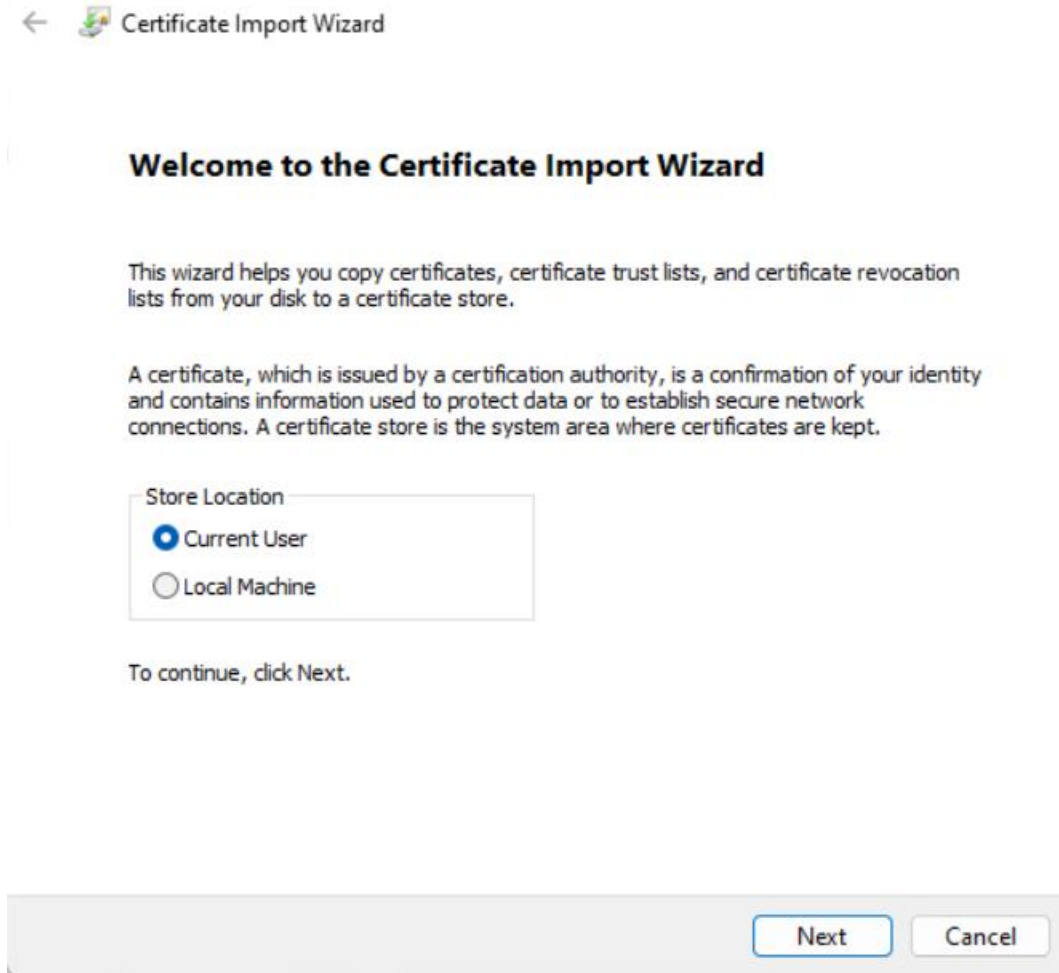 Certificate Import Wizard
Welcome to the Certificate Import Wizard
This wizard helps you copy certificates, certificate trust lists, and certificate revocation
lists from your disk to a certificate store.
A certificate, which is issued by a certification authority, is a confirmation of your identity
and contains information used to protect data or to establish secure network
connections. A certificate store is the system area where certificates are kept.
Store Location
Current User
Local Machine
To continue, click Next.
Next
Cancel